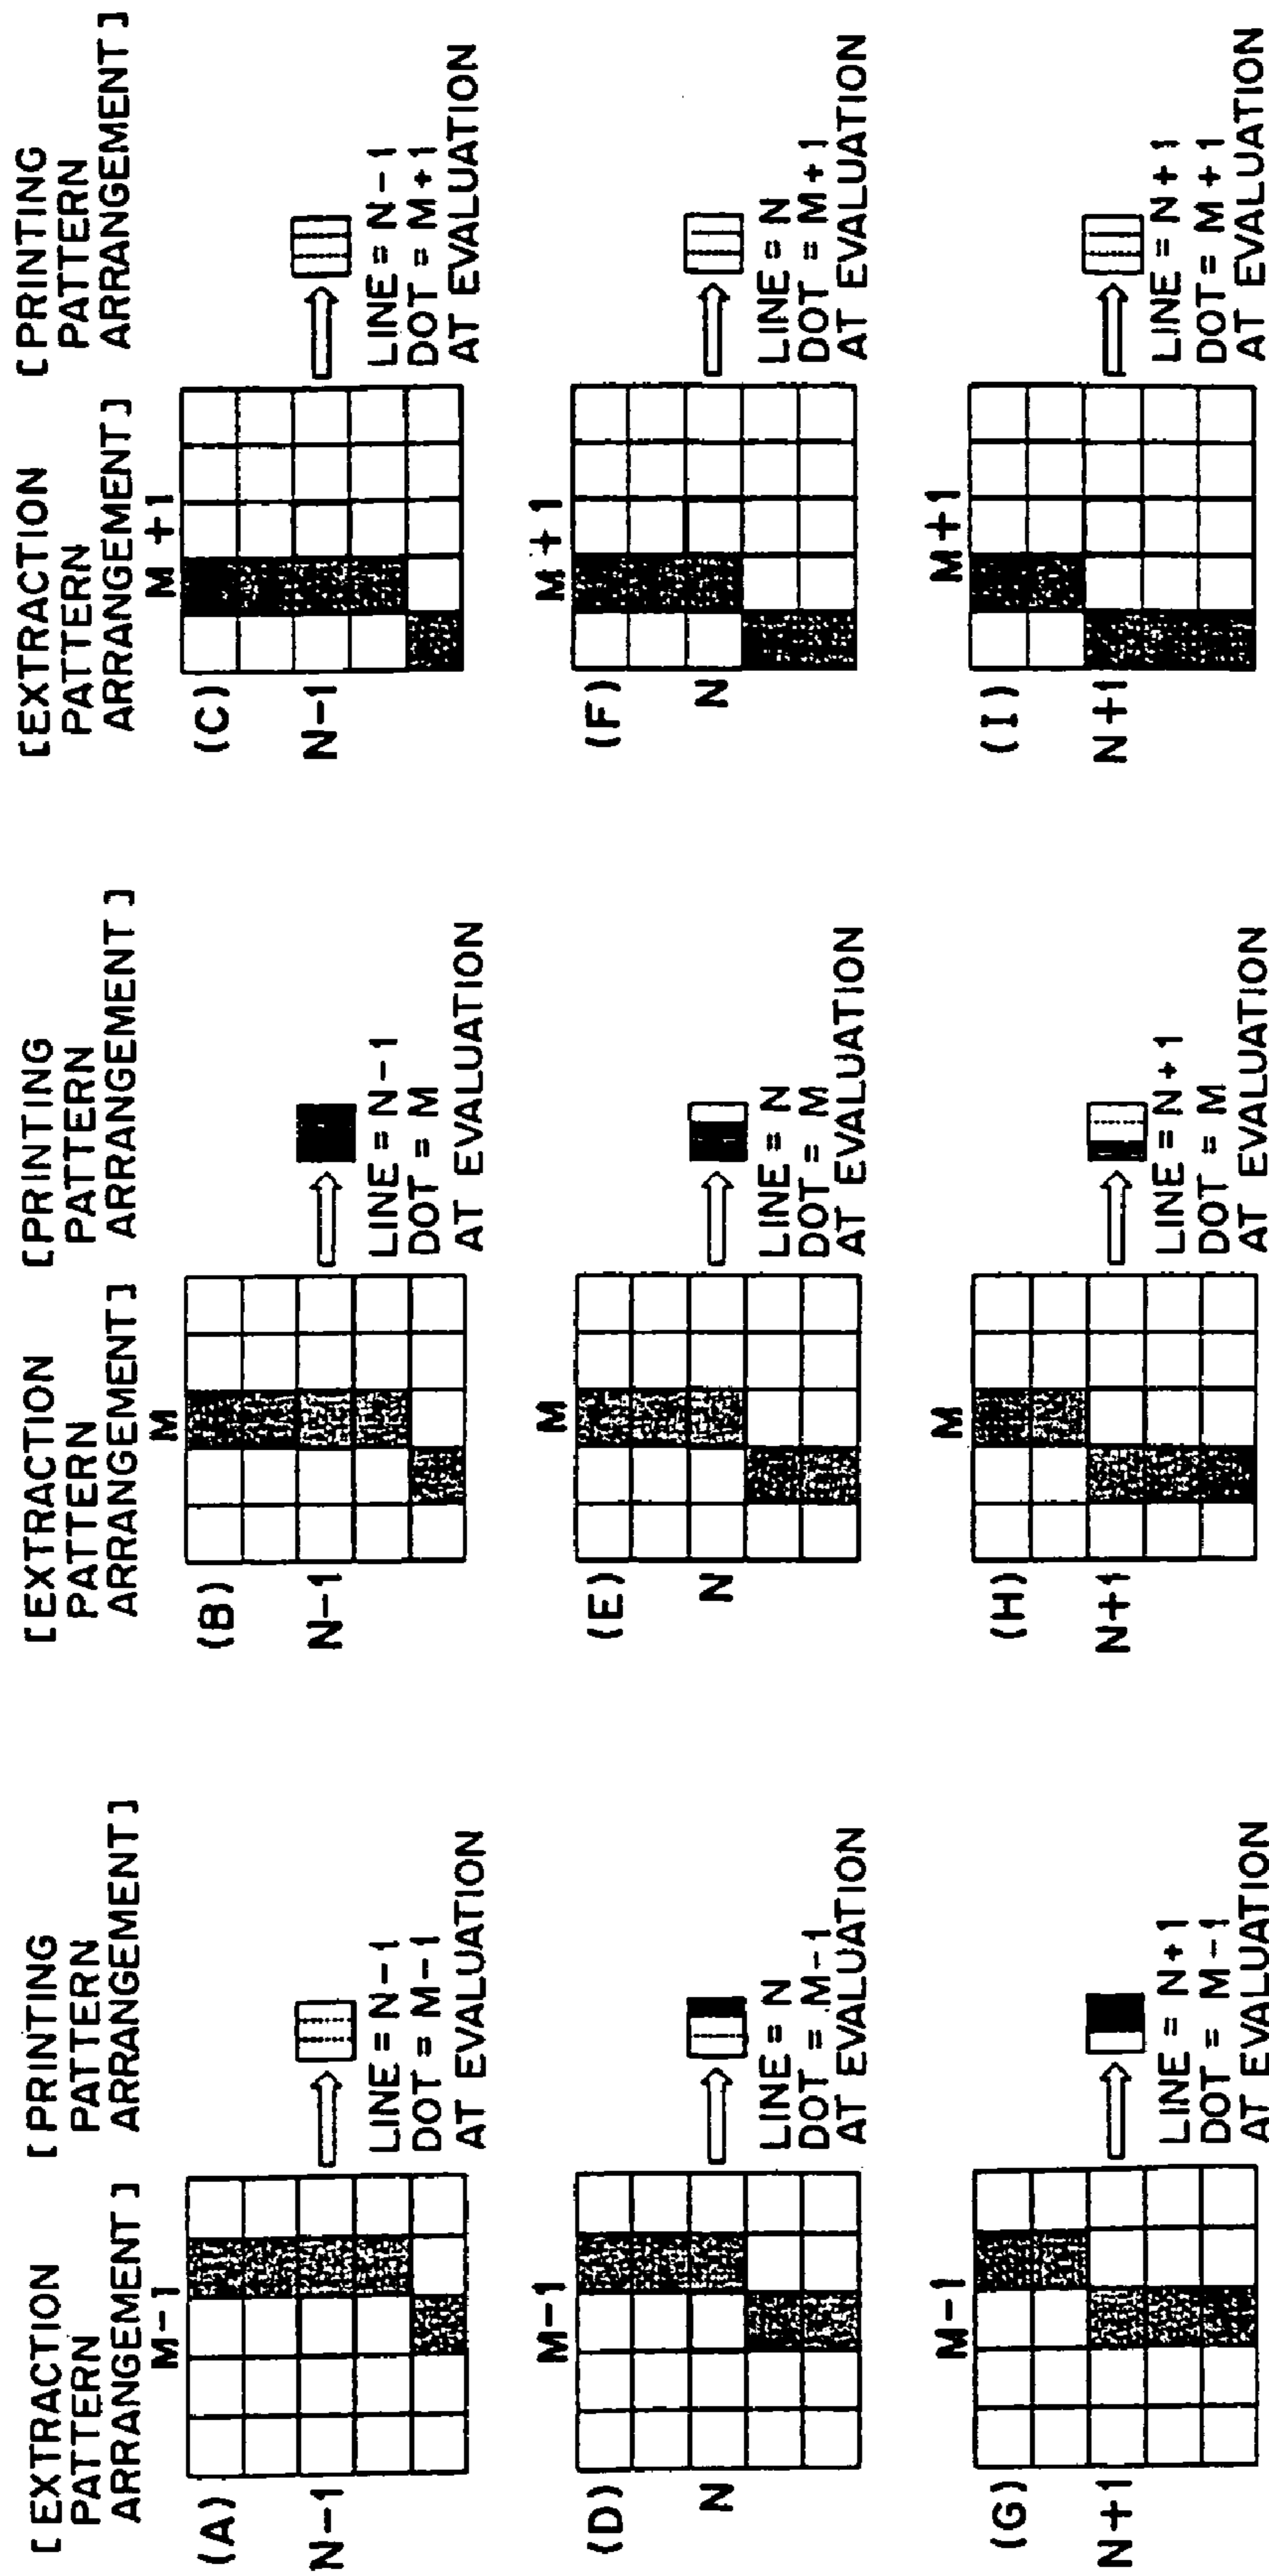 [EXTRACTION
PATTERN
ARRANGEMENT]
[PRINTING
PATTERN
ARRANGEMENT]
[EXTRACTION
PATTERN
ARRANGEMENT]
[PRINTING
PATTERN
ARRANGEMENT]
[EXTRACTION
PATTERN
ARRANGEMENT]
[PRINTING
PATTERN
ARRANGEMENT]
(A)
M-1
N-1
LINE = N-1
DOT = M-1
AT EVALUATION
(B)
M
N-1
LINE = N-1
DOT = M
AT EVALUATION
(C)
M+1
N-1
LINE = N-1
DOT = M+1
AT EVALUATION
(D)
M-1
N
LINE = N
DOT = M-1
AT EVALUATION
(E)
M
N
LINE = N
DOT = M
AT EVALUATION
(F)
M+1
N
LINE = N
DOT = M+1
AT EVALUATION
(G)
M-1
N+1
LINE = N+1
DOT = M-1
AT EVALUATION
(H)
M
N+1
LINE = N+1
DOT = M
AT EVALUATION
(I)
M+1
N+1
LINE = N+1
DOT = M+1
AT EVALUATION